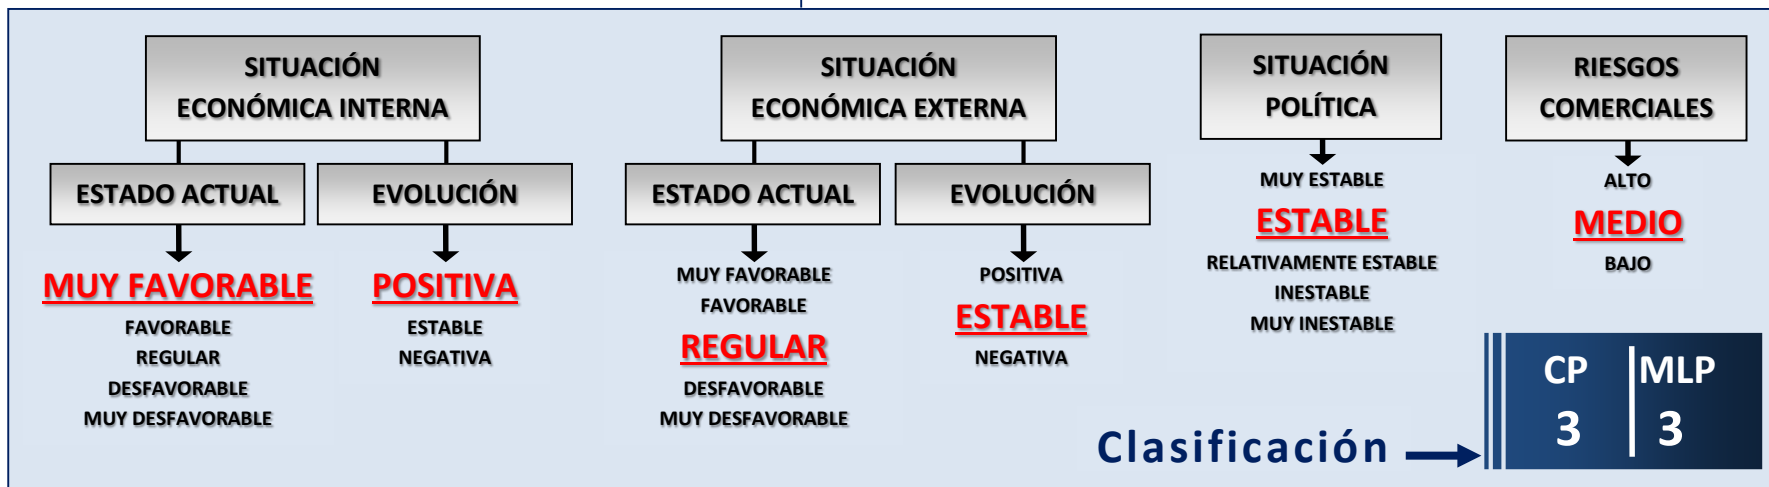 SITUACIÓN
ECONÓMICA INTERNA
ESTADO ACTUAL
MUY FAVORABLE
FAVORABLE
REGULAR
DESFAVORABLE
MUY DESFAVORABLE
EVOLUCIÓN
POSITIVA
ESTABLE
NEGATIVA
SITUACIÓN
ECONÓMICA EXTERNA
ESTADO ACTUAL
MUY FAVORABLE
FAVORABLE
REGULAR
DESFAVORABLE
MUY DESFAVORABLE
EVOLUCIÓN
POSITIVA
ESTABLE
NEGATIVA
SITUACIÓN
POLÍTICA
MUY ESTABLE
ESTABLE
RELATIVAMENTE ESTABLE
INESTABLE
MUY INESTABLE
RIESGOS
COMERCIALES
ALTO
MEDIO
BAJO
Clasificación
CP MLP
3 3